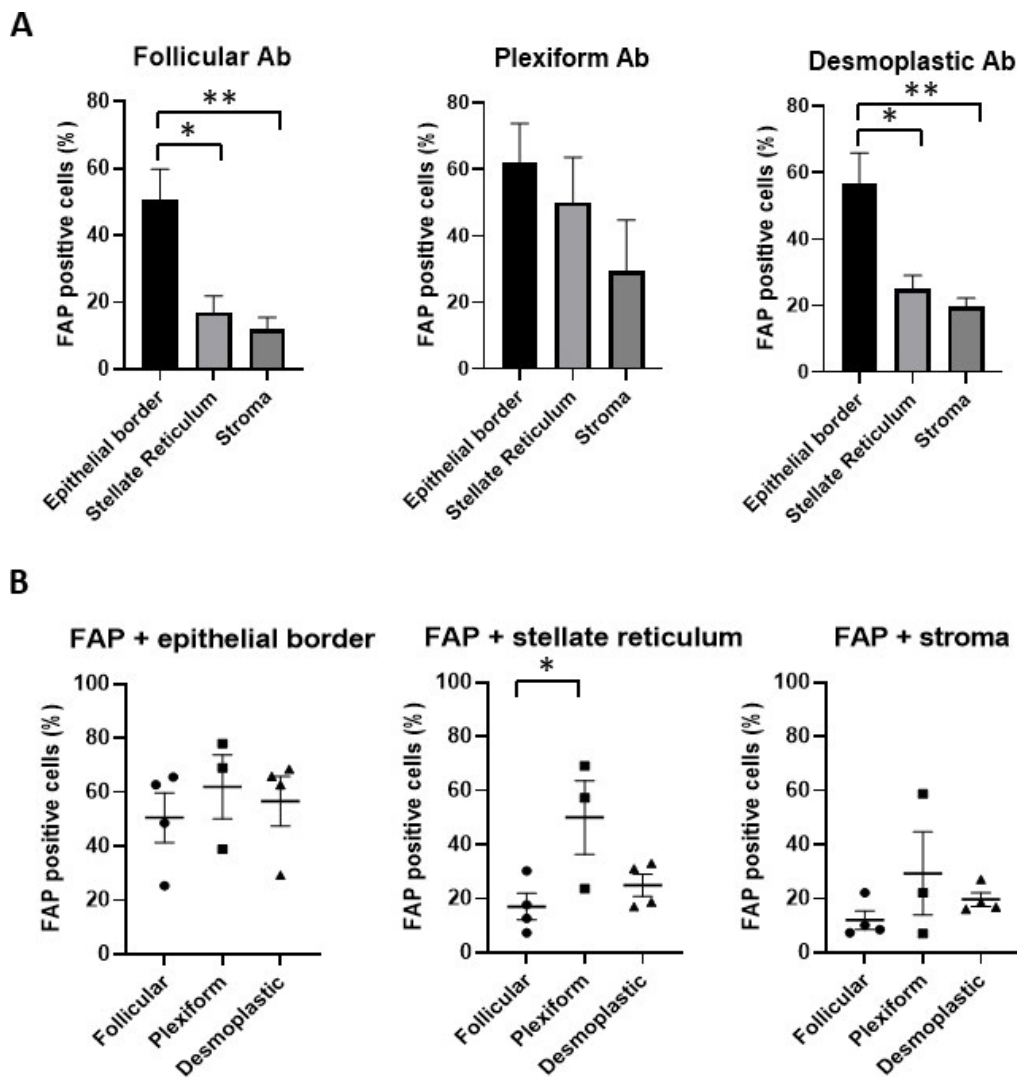 A
Follicular Ab
FAP positive cells (%)
80
60
40
20
0
**
*
Epithelial border
Stellate Reticulum
Stroma
Plexiform Ab
FAP positive cells (%)
80
60
40
20
0
Epithelial border
Stellate Reticulum
Stroma
Desmoplastic Ab
FAP positive cells (%)
80
60
40
20
0
**
*
Epithelial border
Stellate Reticulum
Stroma
B
FAP + epithelial border
FAP positive cells (%)
100
80
60
40
20
0
Follicular
Plexiform
Desmoplastic
FAP + stellate reticulum
FAP positive cells (%)
100
80
60
40
20
0
*
Follicular
Plexiform
Desmoplastic
FAP + stroma
FAP positive cells (%)
100
80
60
40
20
0
Follicular
Plexiform
Desmoplastic